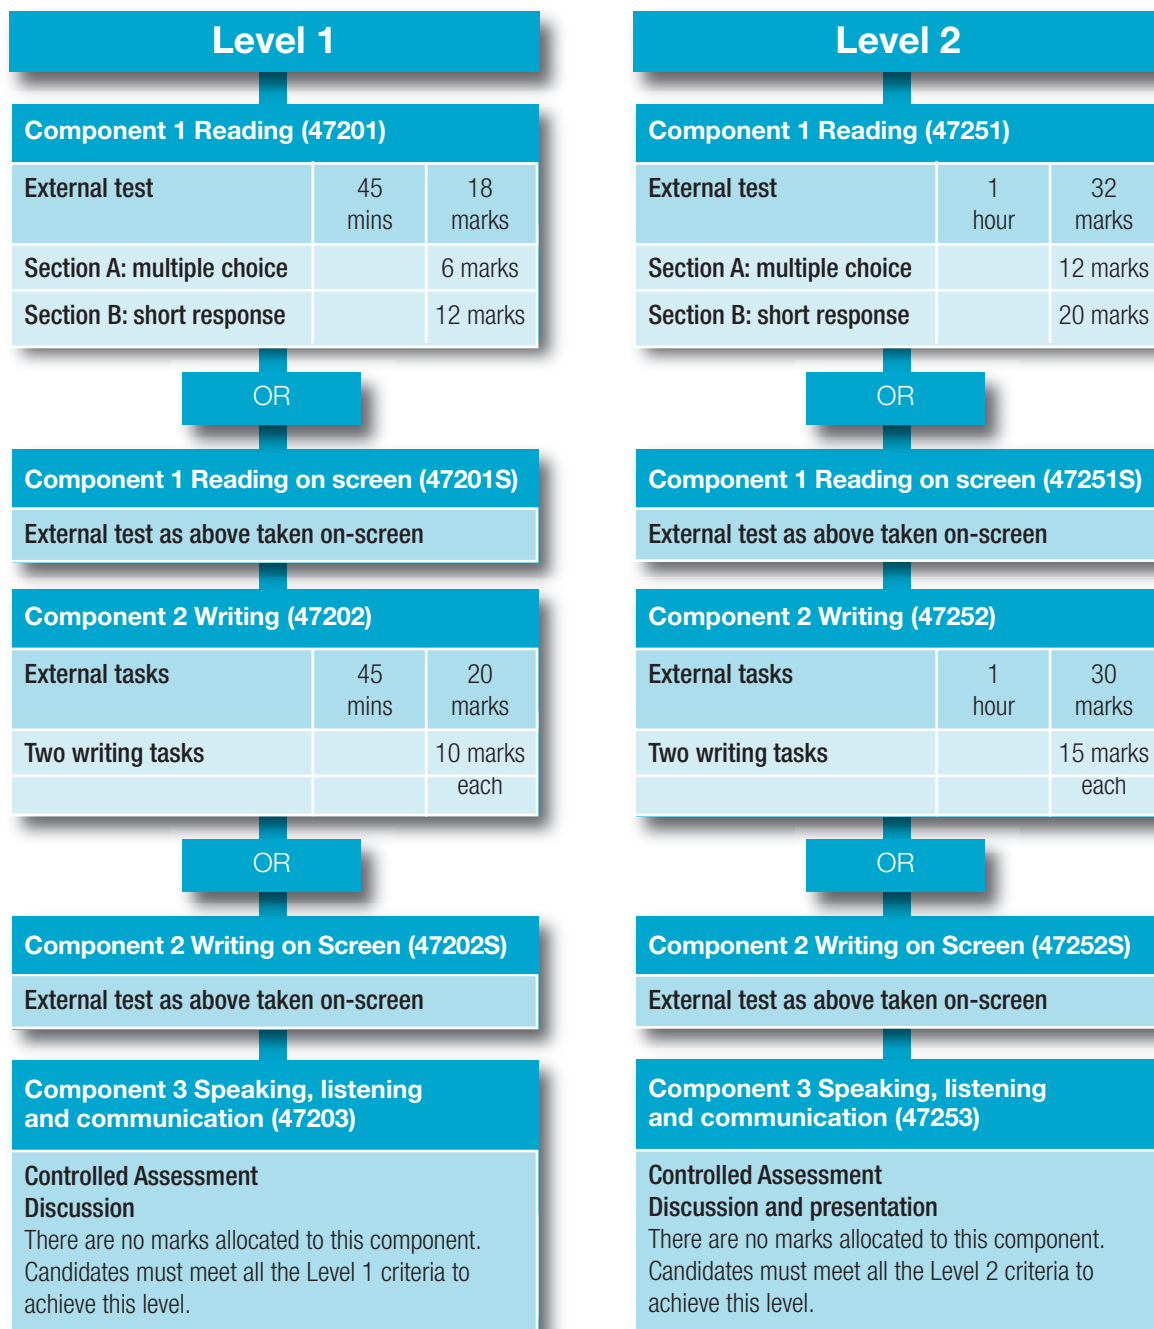 Level 1
Component 1 Reading (47201)
External test 45 mins 18 marks
Section A: multiple choice 6 marks
Section B: short response 12 marks
OR
Component 1 Reading on screen (47201S)
External test as above taken on-screen
Component 2 Writing (47202)
External tasks 45 mins 20 marks
Two writing tasks 10 marks each
OR
Component 2 Writing on Screen (47202S)
External test as above taken on-screen
Component 3 Speaking, listening
and communication (47203)
Controlled Assessment
Discussion
There are no marks allocated to this component.
Candidates must meet all the Level 1 criteria to
achieve this level.
Level 2
Component 1 Reading (47251)
External test 1 hour 32 marks
Section A: multiple choice 12 marks
Section B: short response 20 marks
OR
Component 1 Reading on screen (47251S)
External test as above taken on-screen
Component 2 Writing (47252)
External tasks 1 hour 30 marks
Two writing tasks 15 marks each
OR
Component 2 Writing on Screen (47252S)
External test as above taken on-screen
Component 3 Speaking, listening
and communication (47253)
Controlled Assessment
Discussion and presentation
There are no marks allocated to this component.
Candidates must meet all the Level 2 criteria to
achieve this level.